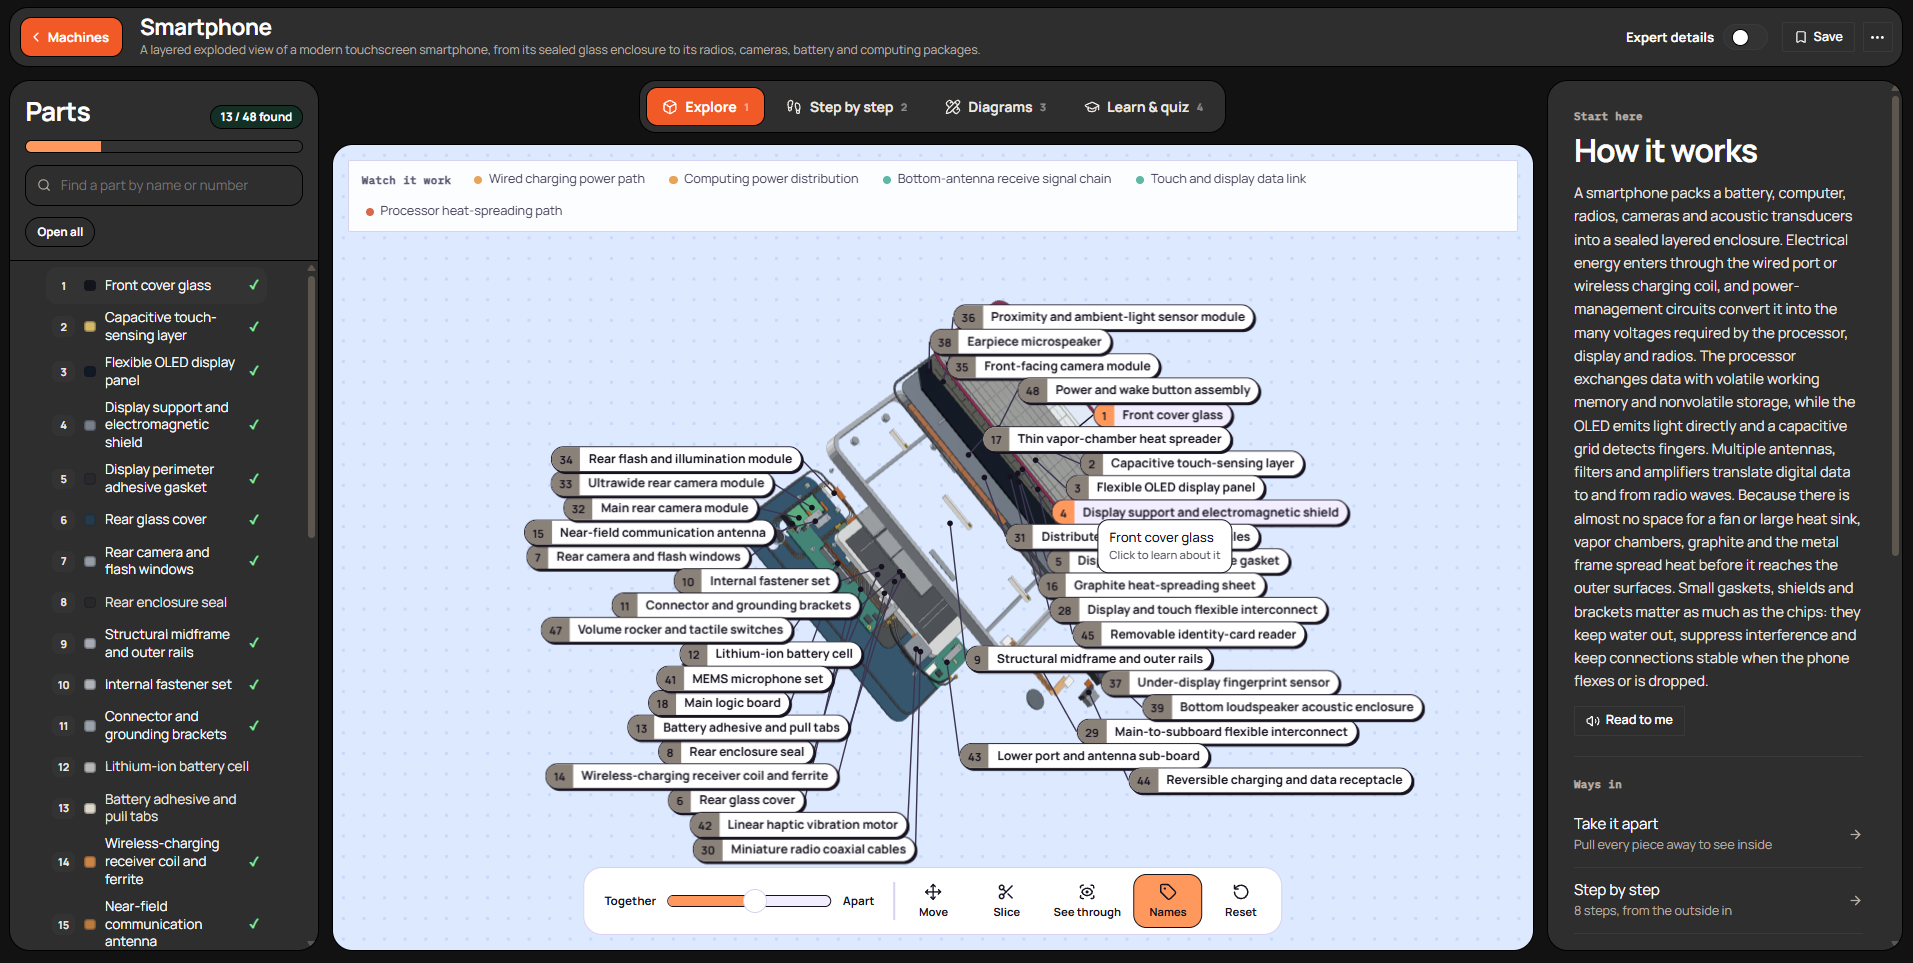 Machines
Smartphone
A layered exploded view of a modern touchscreen smartphone, from its sealed glass enclosure to its radios, cameras, battery and computing packages.
Expert details
Save
Parts
13 / 48 found
Find a part by name or number
Open all
1 Front cover glass
2 Capacitive touch-
sensing layer
3 Flexible OLED display
panel
4 Display support and
electromagnetic
shield
5 Display perimeter
adhesive gasket
6 Rear glass cover
7 Rear camera and
flash windows
8 Rear enclosure seal
9 Structural midframe
and outer rails
10 Internal fastener set
11 Connector and
grounding brackets
12 Lithium-ion battery cell
13 Battery adhesive and
pull tabs
14 Wireless-charging
receiver coil and
ferrite
15 Near-field
communication
antenna
Explore 1
Step by step 2
Diagrams 3
Learn & quiz 4
Watch it work
Wired charging power path
Computing power distribution
Bottom-antenna receive signal chain
Touch and display data link
Processor heat-spreading path
36 Proximity and ambient-light sensor module
38 Earpiece microspeaker
35 Front-facing camera module
48 Power and wake button assembly
1 Front cover glass
17 Thin vapor-chamber heat spreader
2 Capacitive touch-sensing layer
3 Flexible OLED display panel
4 Display support and electromagnetic shield
31 Distribute les
Front cover glass
Click to learn about it
5 Dis gasket
16 Graphite heat-spreading sheet
28 Display and touch flexible interconnect
45 Removable identity-card reader
9 Structural midframe and outer rails
37 Under-display fingerprint sensor
39 Bottom loudspeaker acoustic enclosure
29 Main-to-subboard flexible interconnect
43 Lower port and antenna sub-board
44 Reversible charging and data receptacle
34 Rear flash and illumination module
33 Ultrawide rear camera module
32 Main rear camera module
15 Near-field communication antenna
7 Rear camera and flash windows
10 Internal fastener set
11 Connector and grounding brackets
47 Volume rocker and tactile switches
12 Lithium-ion battery cell
41 MEMS microphone set
18 Main logic board
13 Battery adhesive and pull tabs
8 Rear enclosure seal
14 Wireless-charging receiver coil and ferrite
6 Rear glass cover
42 Linear haptic vibration motor
30 Miniature radio coaxial cables
Together
Apart
Move
Slice
See through
Names
Reset
Start here
How it works
A smartphone packs a battery, computer,
radios, cameras and acoustic transducers
into a sealed layered enclosure. Electrical
energy enters through the wired port or
wireless charging coil, and power-
management circuits convert it into the
many voltages required by the processor,
display and radios. The processor
exchanges data with volatile working
memory and nonvolatile storage, while the
OLED emits light directly and a capacitive
grid detects fingers. Multiple antennas,
filters and amplifiers translate digital data
to and from radio waves. Because there is
almost no space for a fan or large heat sink,
vapor chambers, graphite and the metal
frame spread heat before it reaches the
outer surfaces. Small gaskets, shields and
brackets matter as much as the chips: they
keep water out, suppress interference and
keep connections stable when the phone
flexes or is dropped.
Read to me
Ways in
Take it apart
Pull every piece away to see inside
Step by step
8 steps, from the outside in